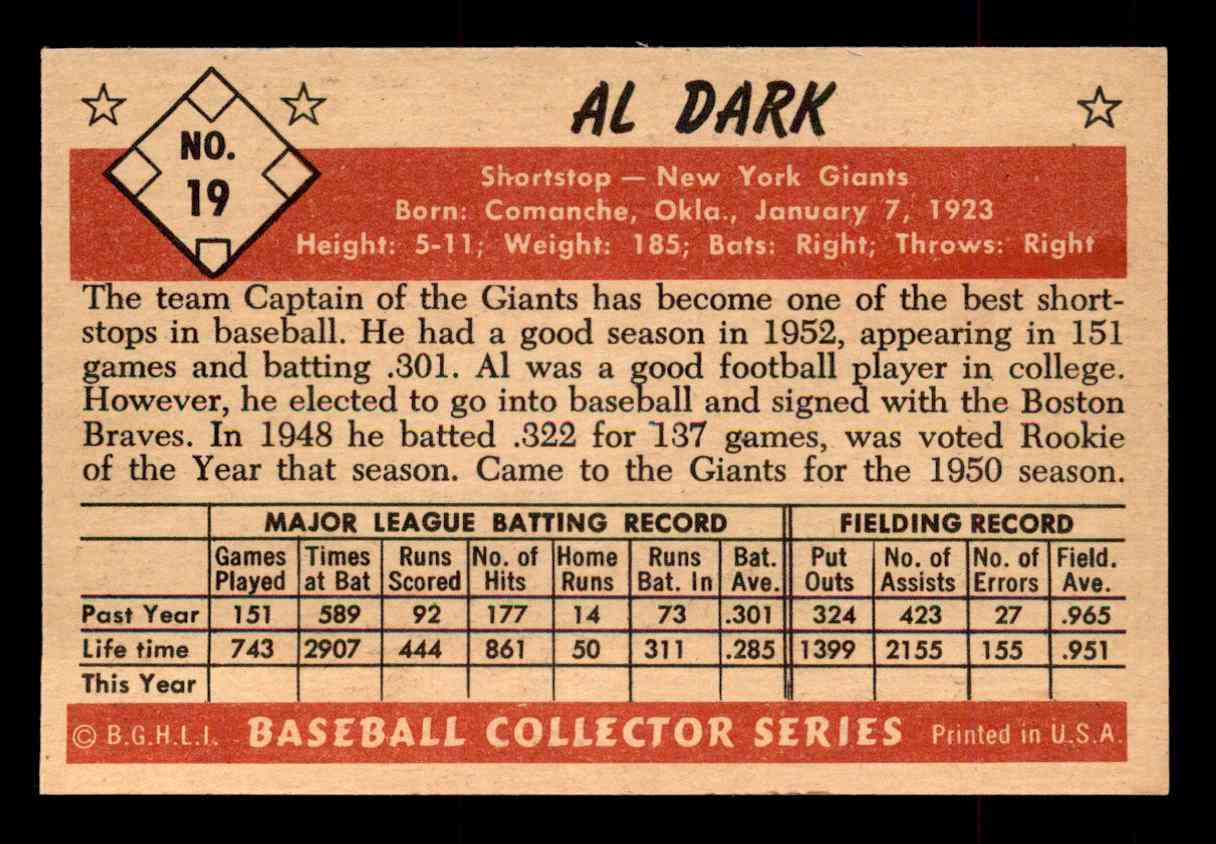 NO.
19
AL DARK
Shortstop — New York Giants
Born: Comanche, Okla., January 7, 1923
Height: 5-11; Weight: 185; Bats: Right; Throws: Right
The team Captain of the Giants has become one of the best short-
stops in baseball. He had a good season in 1952, appearing in 151
games and batting .301. Al was a good football player in college.
However, he elected to go into baseball and signed with the Boston
Braves. In 1948 he batted .322 for 137 games, was voted Rookie
of the Year that season. Came to the Giants for the 1950 season.
MAJOR LEAGUE BATTING RECORD FIELDING RECORD
Games Times Runs No. of Home Runs Bat. Put No. of No. of Field.
Played at Bat Scored Hits Runs Bat. In Ave. Outs Assists Errors Ave.
Past Year 151 589 92 177 14 73 .301 324 423 27 .965
Life time 743 2907 444 861 50 311 .285 1399 2155 155 .951
This Year
© B.G.H.L.I. BASEBALL COLLECTOR SERIES Printed in U.S.A.